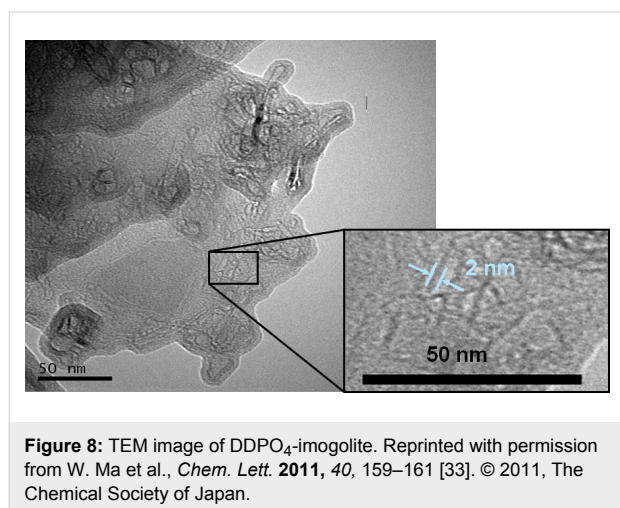 50 nm
2 nm
50 nm
Figure 8: TEM image of DDPO4-imogolite. Reprinted with permission
from W. Ma et al., Chem. Lett. 2011, 40, 159–161 [33]. © 2011, The
Chemical Society of Japan.